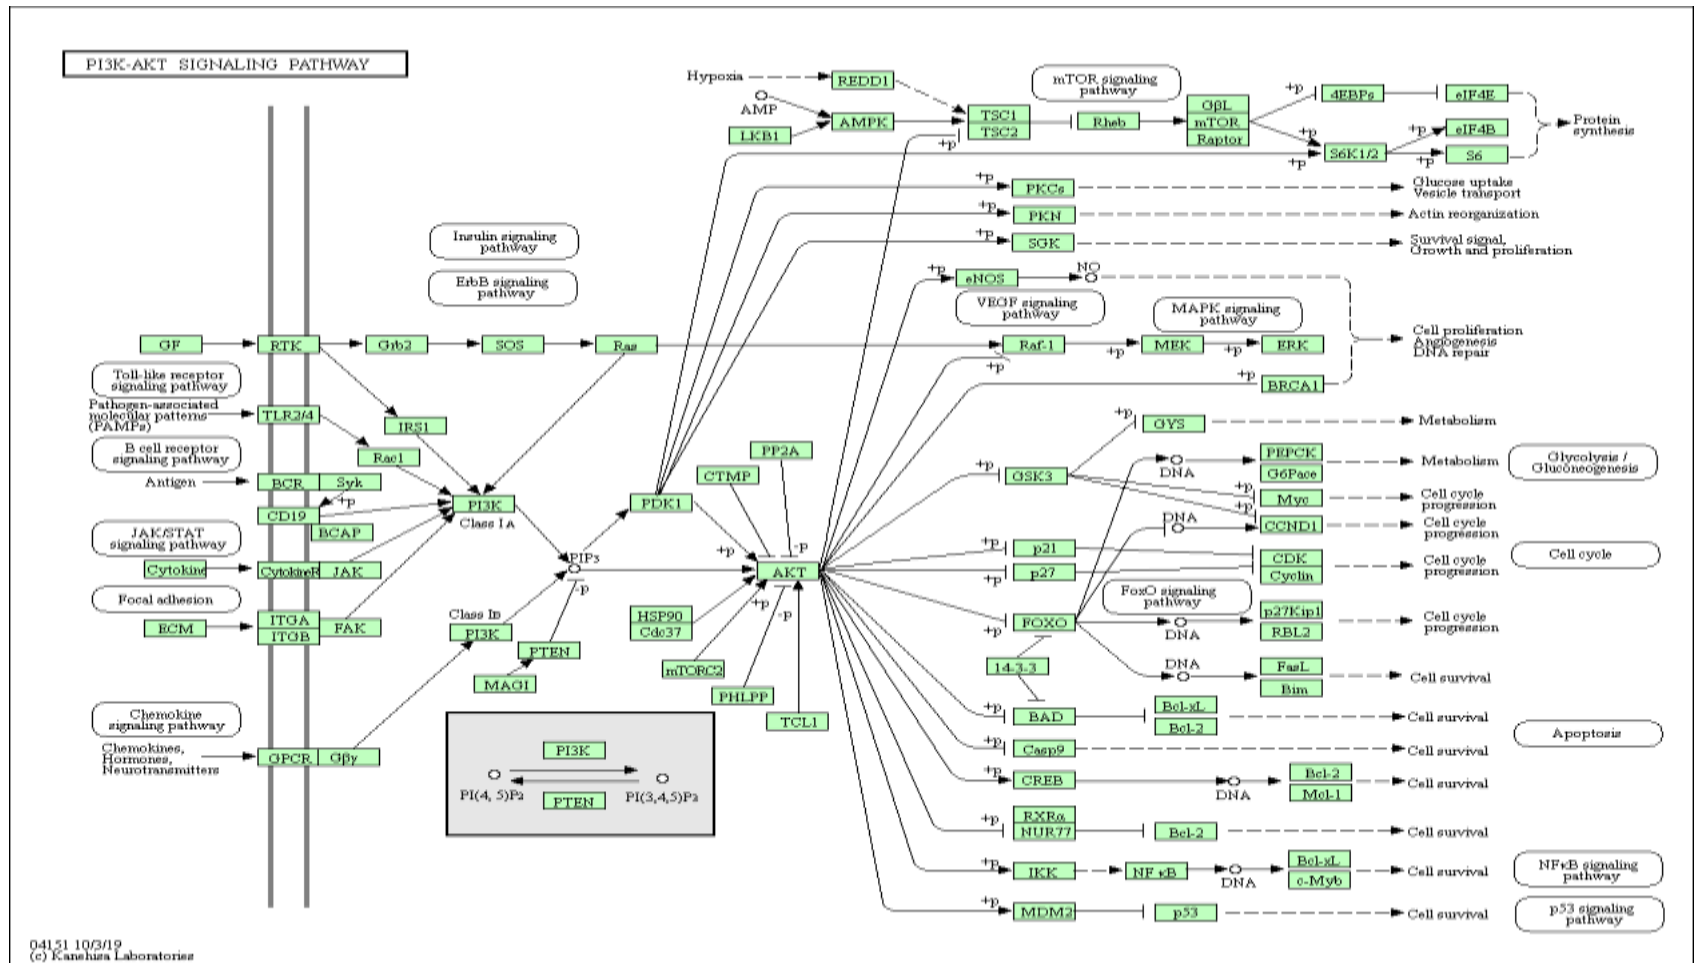 PI3K-AKT SIGNALING PATHWAY
Hypoxia
REDD1
mTOR signaling
pathway
AMP
LKB1
AMPK
TSC1
TSC2
+p
Rheb
GβL
mTOR
Raptor
+p
4EBPs
eIF4E
+p
S6K1/2
+p
+p
eIF4B
+p
S6
Protein
synthesis
+p
PKCs
Glucose uptake
Vesicle transport
+p
PKN
Actin reorganization
+p
SGK
Survival signal,
Growth and proliferation
Insulin signaling
pathway
ErbB signaling
pathway
+p
eNOS
NO
VEGF signaling
pathway
MAPK signaling
pathway
GF
RTK
Grb2
SOS
Ras
Raf-1
+p
+p
MEK
+p
ERK
Cell proliferation
Angiogenesis
DNA repair
+p
BRCA1
Toll-like receptor
signaling pathway
Pathogen-associated
molecular patterns
(PAMPs)
TLR2/4
IRS1
B cell receptor
signaling pathway
Rac1
Antigen
BCR
Syk
+p
CD19
BCAP
PI3K
Class IA
PDK1
CTMP
PP2A
+p
GYS
Metabolism
+p
GSK3
DNA
PEPCK
G6Pace
Metabolism
Glycolysis /
Gluconeogenesis
+p
Myc
Cell cycle
progression
+p
DNA
CCND1
Cell cycle
progression
JAK/STAT
signaling pathway
Cytokine
CytokineR
JAK
PIP3
-p
+p
-p
AKT
+p
-p
+p
p21
+p
p27
CDK
Cyclin
Cell cycle
progression
Cell cycle
Focal adhesion
ECM
ITGA
ITGB
FAK
Class IB
PI3K
PTEN
MAGI
HSP90
Cdc37
mTORC2
PHLPP
TCL1
+p
FOXO
FoxO signaling
pathway
DNA
p27Kip1
RBL2
Cell cycle
progression
14-3-3
DNA
FasL
Bim
Cell survival
+p
BAD
Bcl-xL
Bcl-2
Cell survival
Apoptosis
+p
Casp9
Cell survival
+p
CREB
DNA
Bcl-2
Mcl-1
Cell survival
+p
RXRα
NUR77
Bcl-2
Cell survival
+p
IKK
NFκB
DNA
Bcl-xL
c-Myb
Cell survival
NFκB signaling
pathway
+p
MDM2
p53
Cell survival
p53 signaling
pathway
Chemokine
signaling pathway
Chemokines,
Hormones,
Neurotransmitters
GPCR
Gβγ
PI3K
PI(4, 5)P2
PI(3,4,5)P3
PTEN
04151 10/3/19
(c) Kanehisa Laboratories